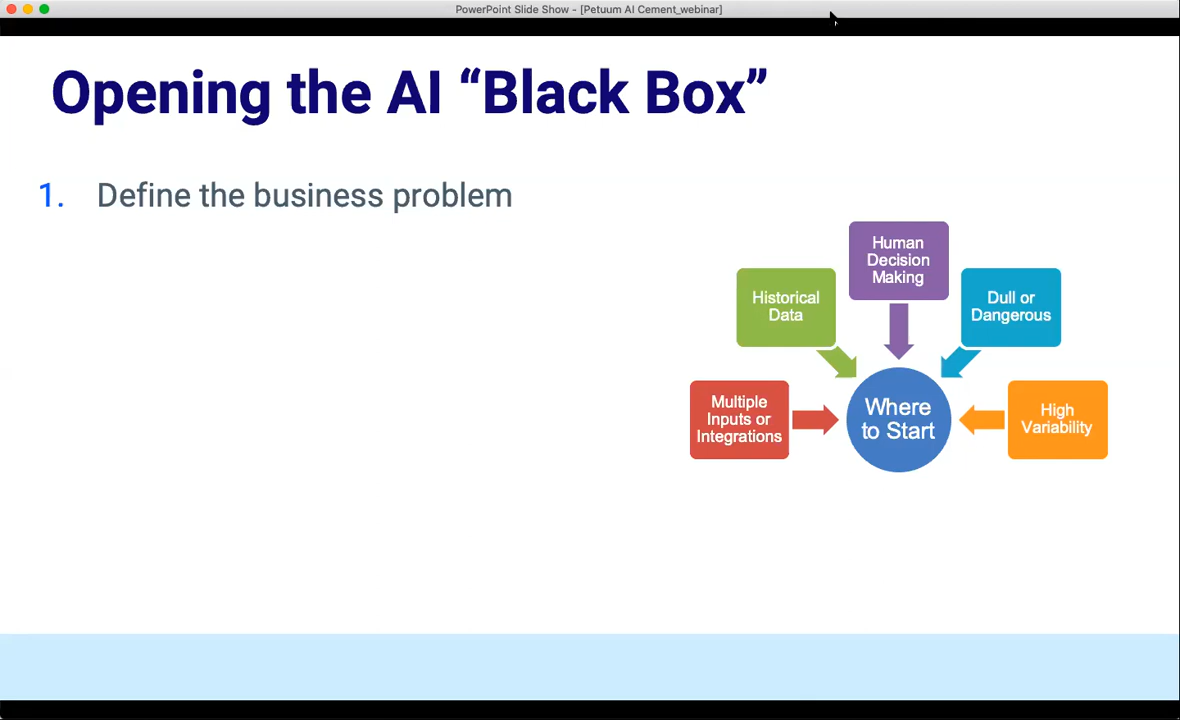 PowerPoint Slide Show - [Petuum AI Cement_webinar]
Opening the AI “Black Box”
1. Define the business problem
Human
Decision
Making
Historical
Data
Dull or
Dangerous
Multiple
Inputs or
Integrations
Where
to Start
High
Variability